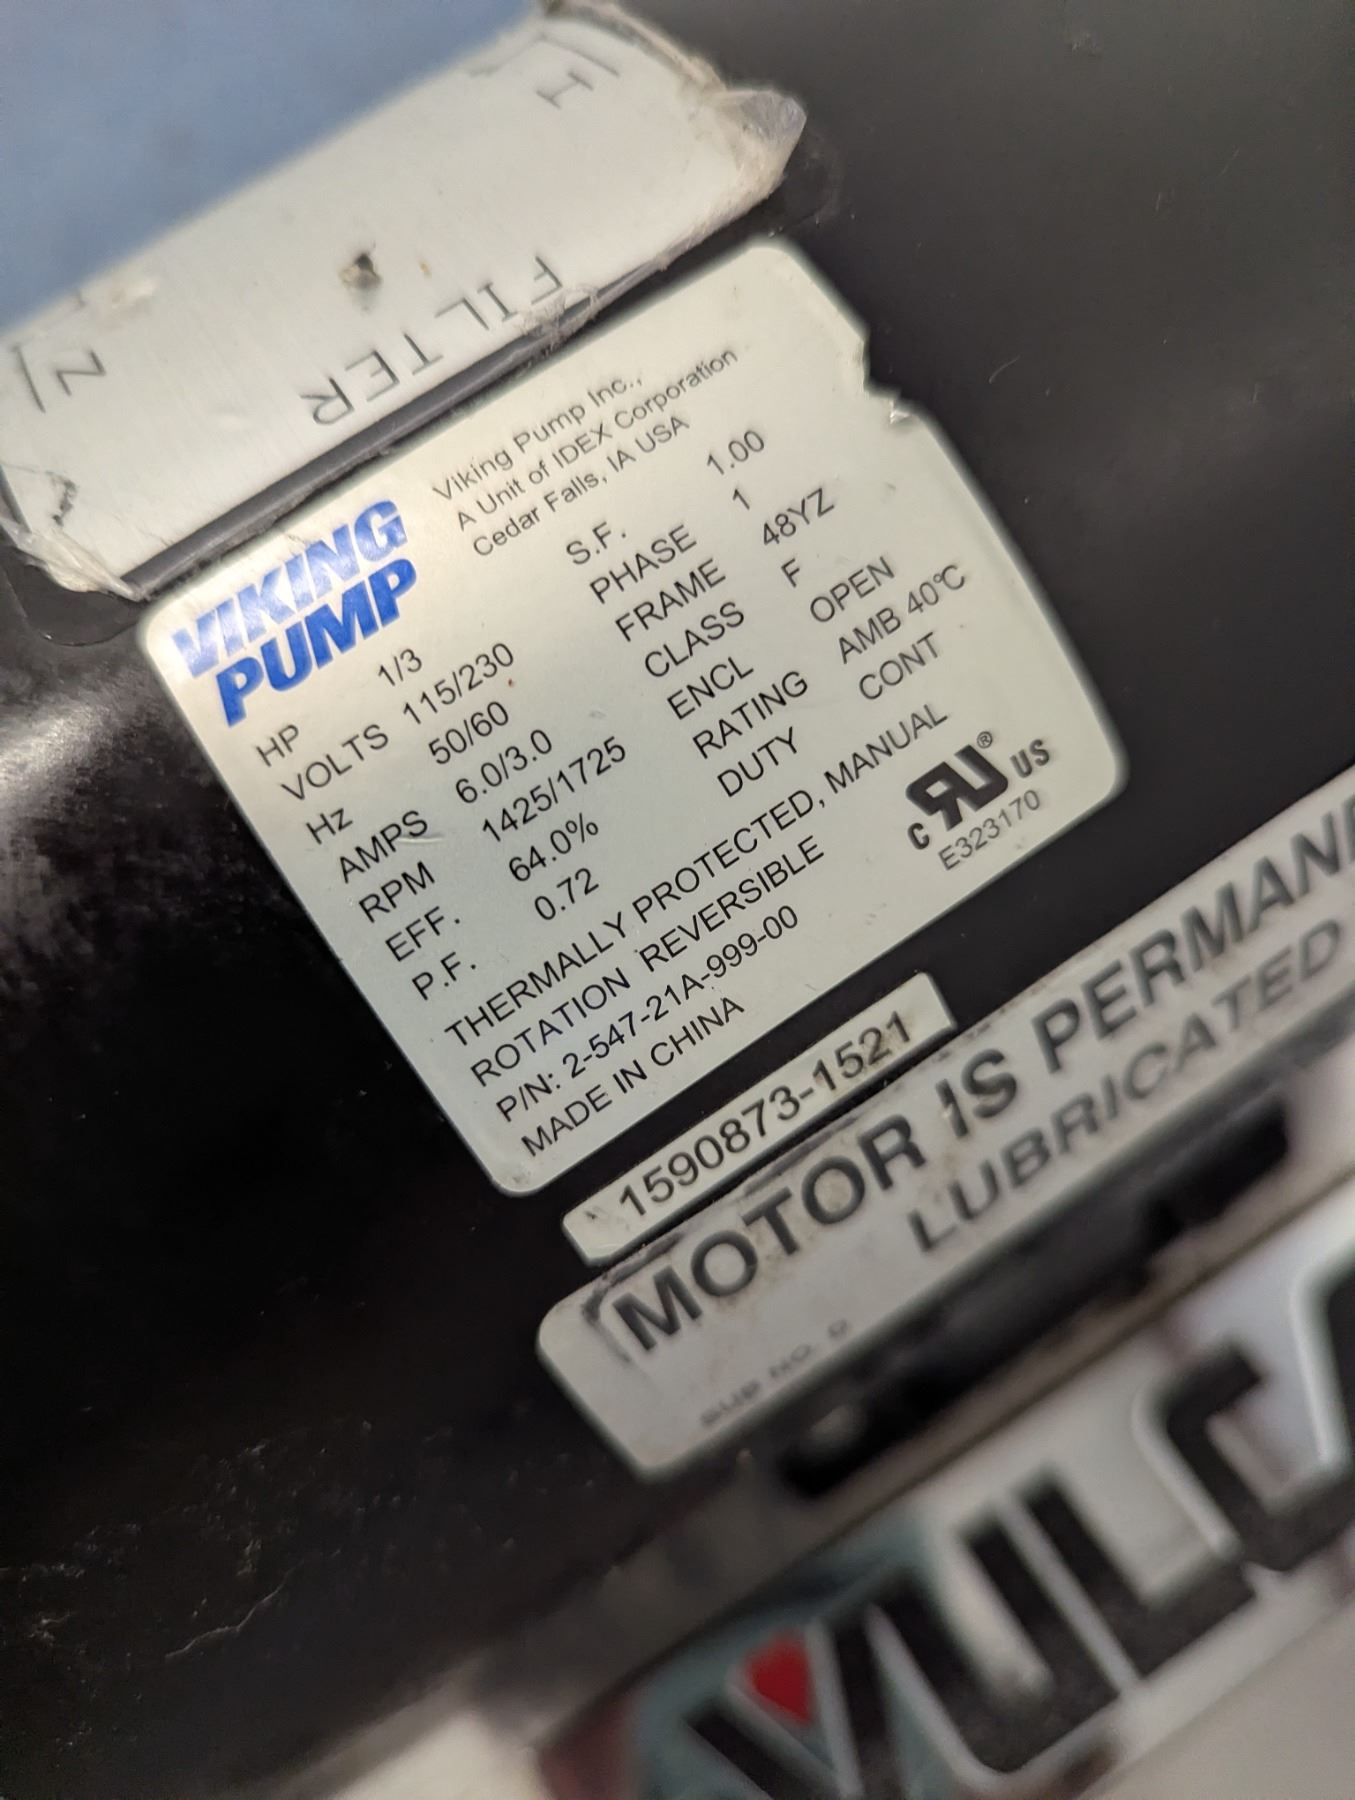 FILTER
VIKING
PUMP
Viking Pump Inc.,
A Unit of IDEX Corporation
Cedar Falls, IA USA
HP 1/3
VOLTS 115/230
Hz 50/60
AMPS 6.0/3.0
RPM 1425/1725
EFF. 64.0%
P.F. 0.72
S.F. 1.00
PHASE 1
FRAME 48YZ
CLASS F
ENCL OPEN
RATING AMB 40°C
DUTY CONT
THERMALLY PROTECTED, MANUAL
ROTATION REVERSIBLE
P/N: 2-547-21A-999-00
MADE IN CHINA
c RU ® US
E323170
1590873-1521
MOTOR IS PERMANE
LUBRICATED
VULCA